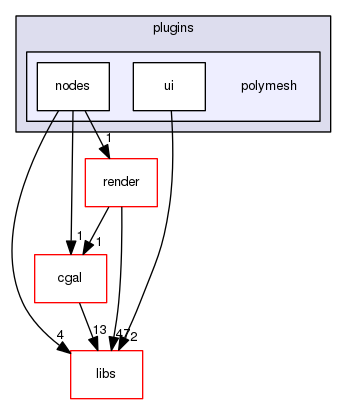 plugins
nodes
ui
polymesh
1
render
1
1
cgal
4
13
47
2
libs